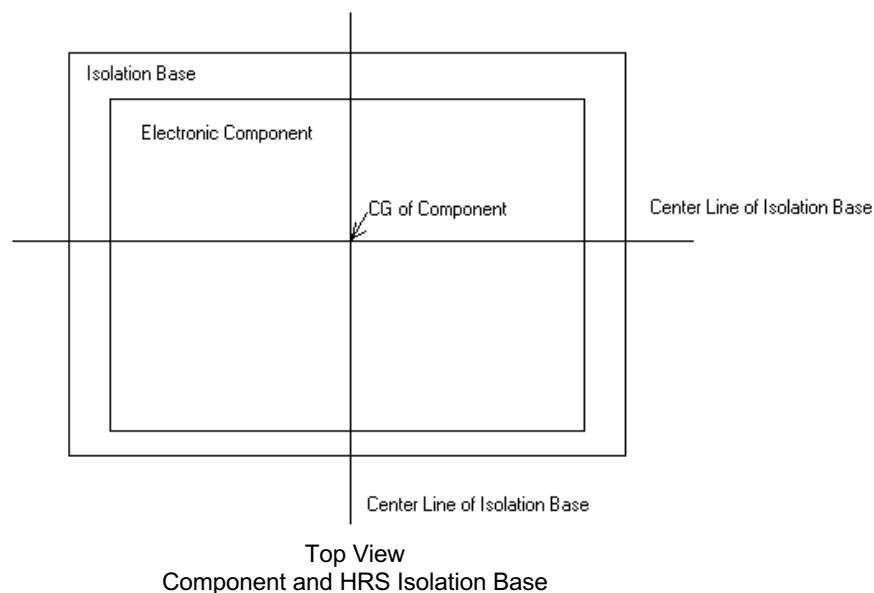 Isolation Base
Electronic Component
CG of Component
Center Line of Isolation Base
Center Line of Isolation Base
Top View
Component and HRS Isolation Base